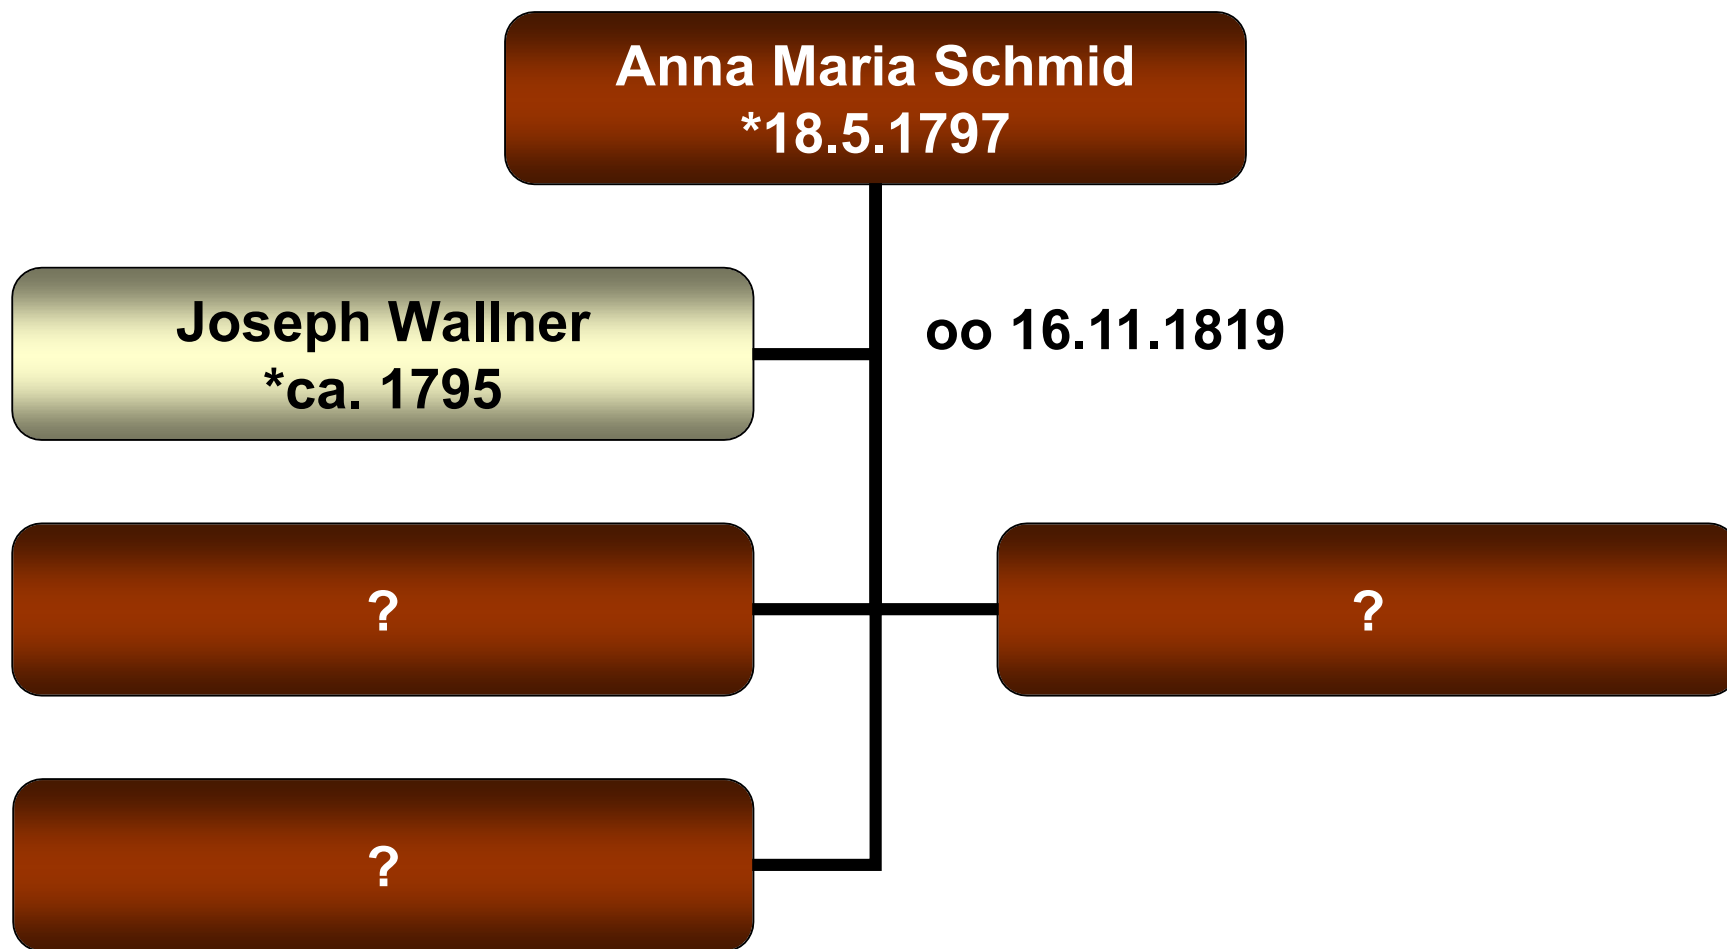 Anna Maria Schmid
*18.5.1797
Joseph Wallner
*ca. 1795
oo 16.11.1819
?
?
?